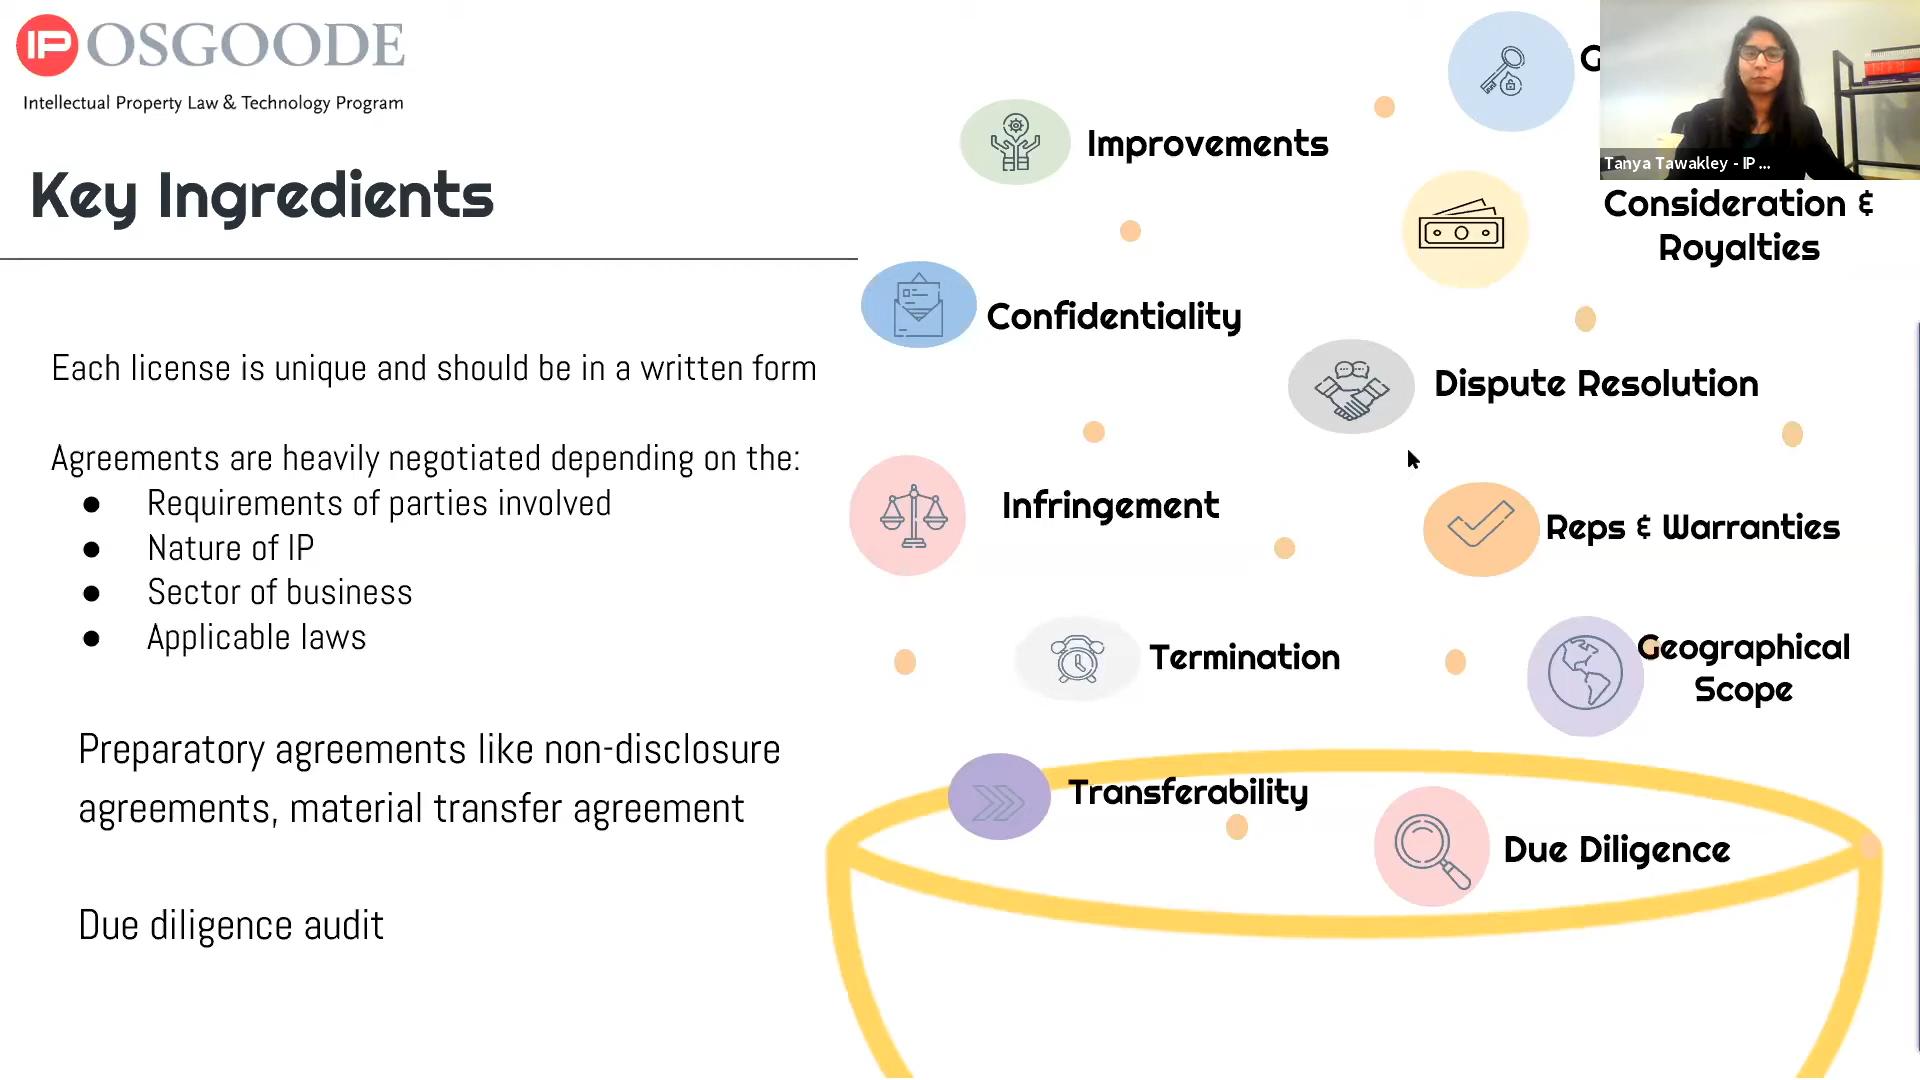 IP OSGOODE
Intellectual Property Law & Technology Program
Key Ingredients
Each license is unique and should be in a written form
Agreements are heavily negotiated depending on the:
● Requirements of parties involved
● Nature of IP
● Sector of business
● Applicable laws
Preparatory agreements like non-disclosure
agreements, material transfer agreement
Due diligence audit
Improvements
Tanya Tawakley - IP ...
Consideration &
Royalties
Confidentiality
Dispute Resolution
Infringement
Reps & Warranties
Termination
Geographical
Scope
Transferability
Due Diligence